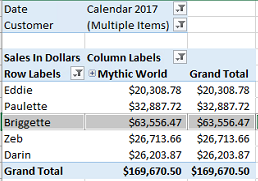 Date Calendar 2017
Customer (Multiple Items)
Sales In Dollars Column Labels
Row Labels Mythic World Grand Total
Eddie $20,308.78 $20,308.78
Paulette $32,887.72 $32,887.72
Briggette $63,556.47 $63,556.47
Zeb $26,713.66 $26,713.66
Darin $26,203.87 $26,203.87
Grand Total $169,670.50 $169,670.50